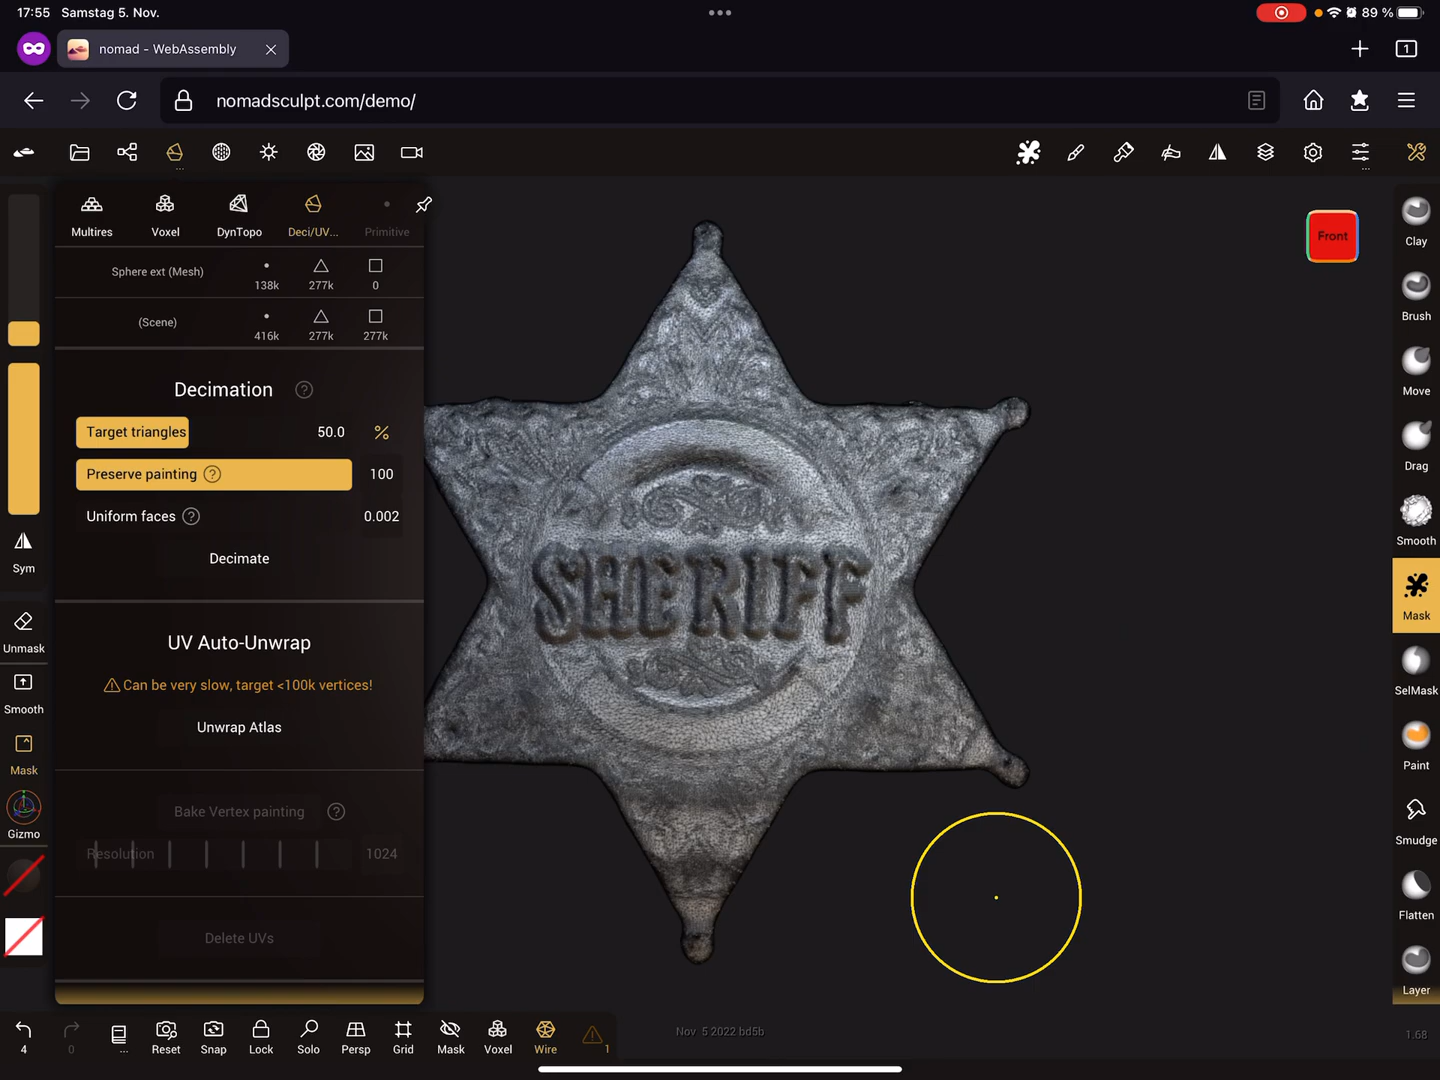 17:55 Samstag 5. Nov.
89 %
nomad - WebAssembly
1
nomadsculpt.com/demo/
Multires Voxel DynTopo Deci/UV... Primitive
Sphere ext (Mesh) 138k 277k 0
(Scene) 416k 277k 277k
Front
Decimation ?
Target triangles 50.0 %
Preserve painting ? 100
Uniform faces ? 0.002
Decimate
UV Auto-Unwrap
Can be very slow, target <100k vertices!
Unwrap Atlas
Bake Vertex painting ?
Resolution 1024
Delete UVs
Sym
Unmask
Smooth
Mask
Gizmo
SHERIFF
Clay
Brush
Move
Drag
Smooth
Mask
SelMask
Paint
Smudge
Flatten
Layer
4 0 ... Reset Snap Lock Solo Persp Grid Mask Voxel Wire 1
Nov 5 2022 bd5b
1.68